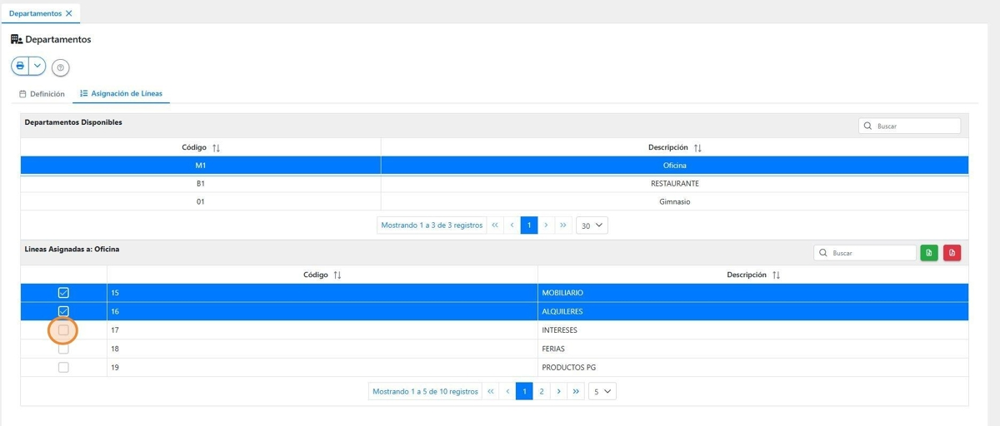 Departamentos
Departamentos
Definición Asignación de Líneas
Departamentos Disponibles Buscar
Código Descripción
M1 Oficina
B1 RESTAURANTE
01 Gimnasio
Mostrando 1 a 3 de 3 registros « ‹ 1 › » 30
Líneas Asignadas a: Oficina Buscar
Código Descripción
15 MOBILIARIO
16 ALQUILERES
17 INTERESES
18 FERIAS
19 PRODUCTOS PG
Mostrando 1 a 5 de 10 registros « ‹ 1 2 › » 5